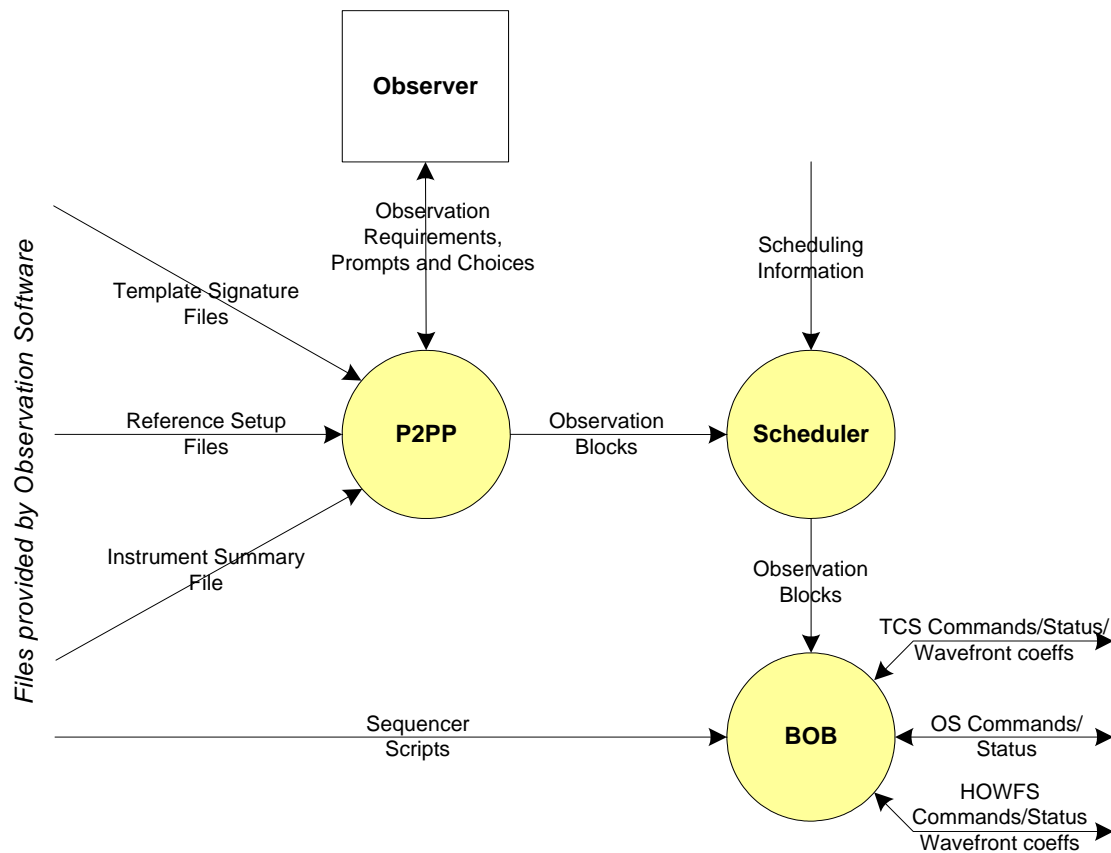 Observer
Observation
Requirements,
Prompts and Choices
Scheduling
Information
Files provided by Observation Software
Template Signature
Files
Reference Setup
Files
P2PP
Observation
Blocks
Scheduler
Instrument Summary
File
Observation
Blocks
TCS Commands/Status/
Wavefront coeffs
Sequencer
Scripts
BOB
OS Commands/
Status
HOWFS
Commands/Status
Wavefront coeffs